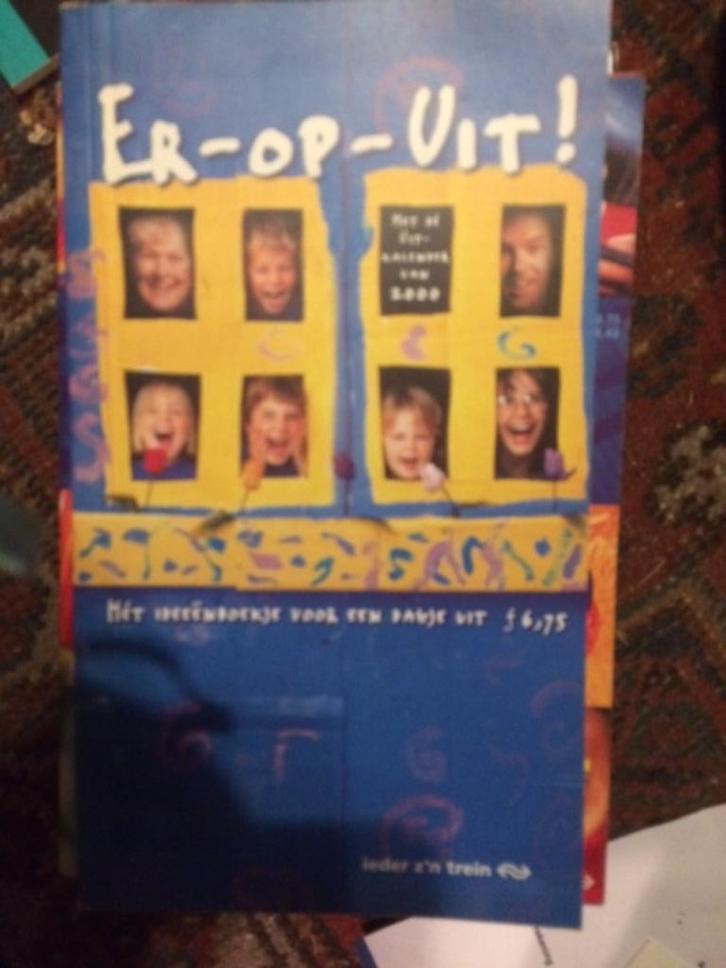 ER-OP-UIT!
MET DE
UIT-
KALENDER
VAN
2000
HÉT IDEEËNBOEKJE VOOR EEN DAGJE UIT ƒ6,75
ieder z'n trein